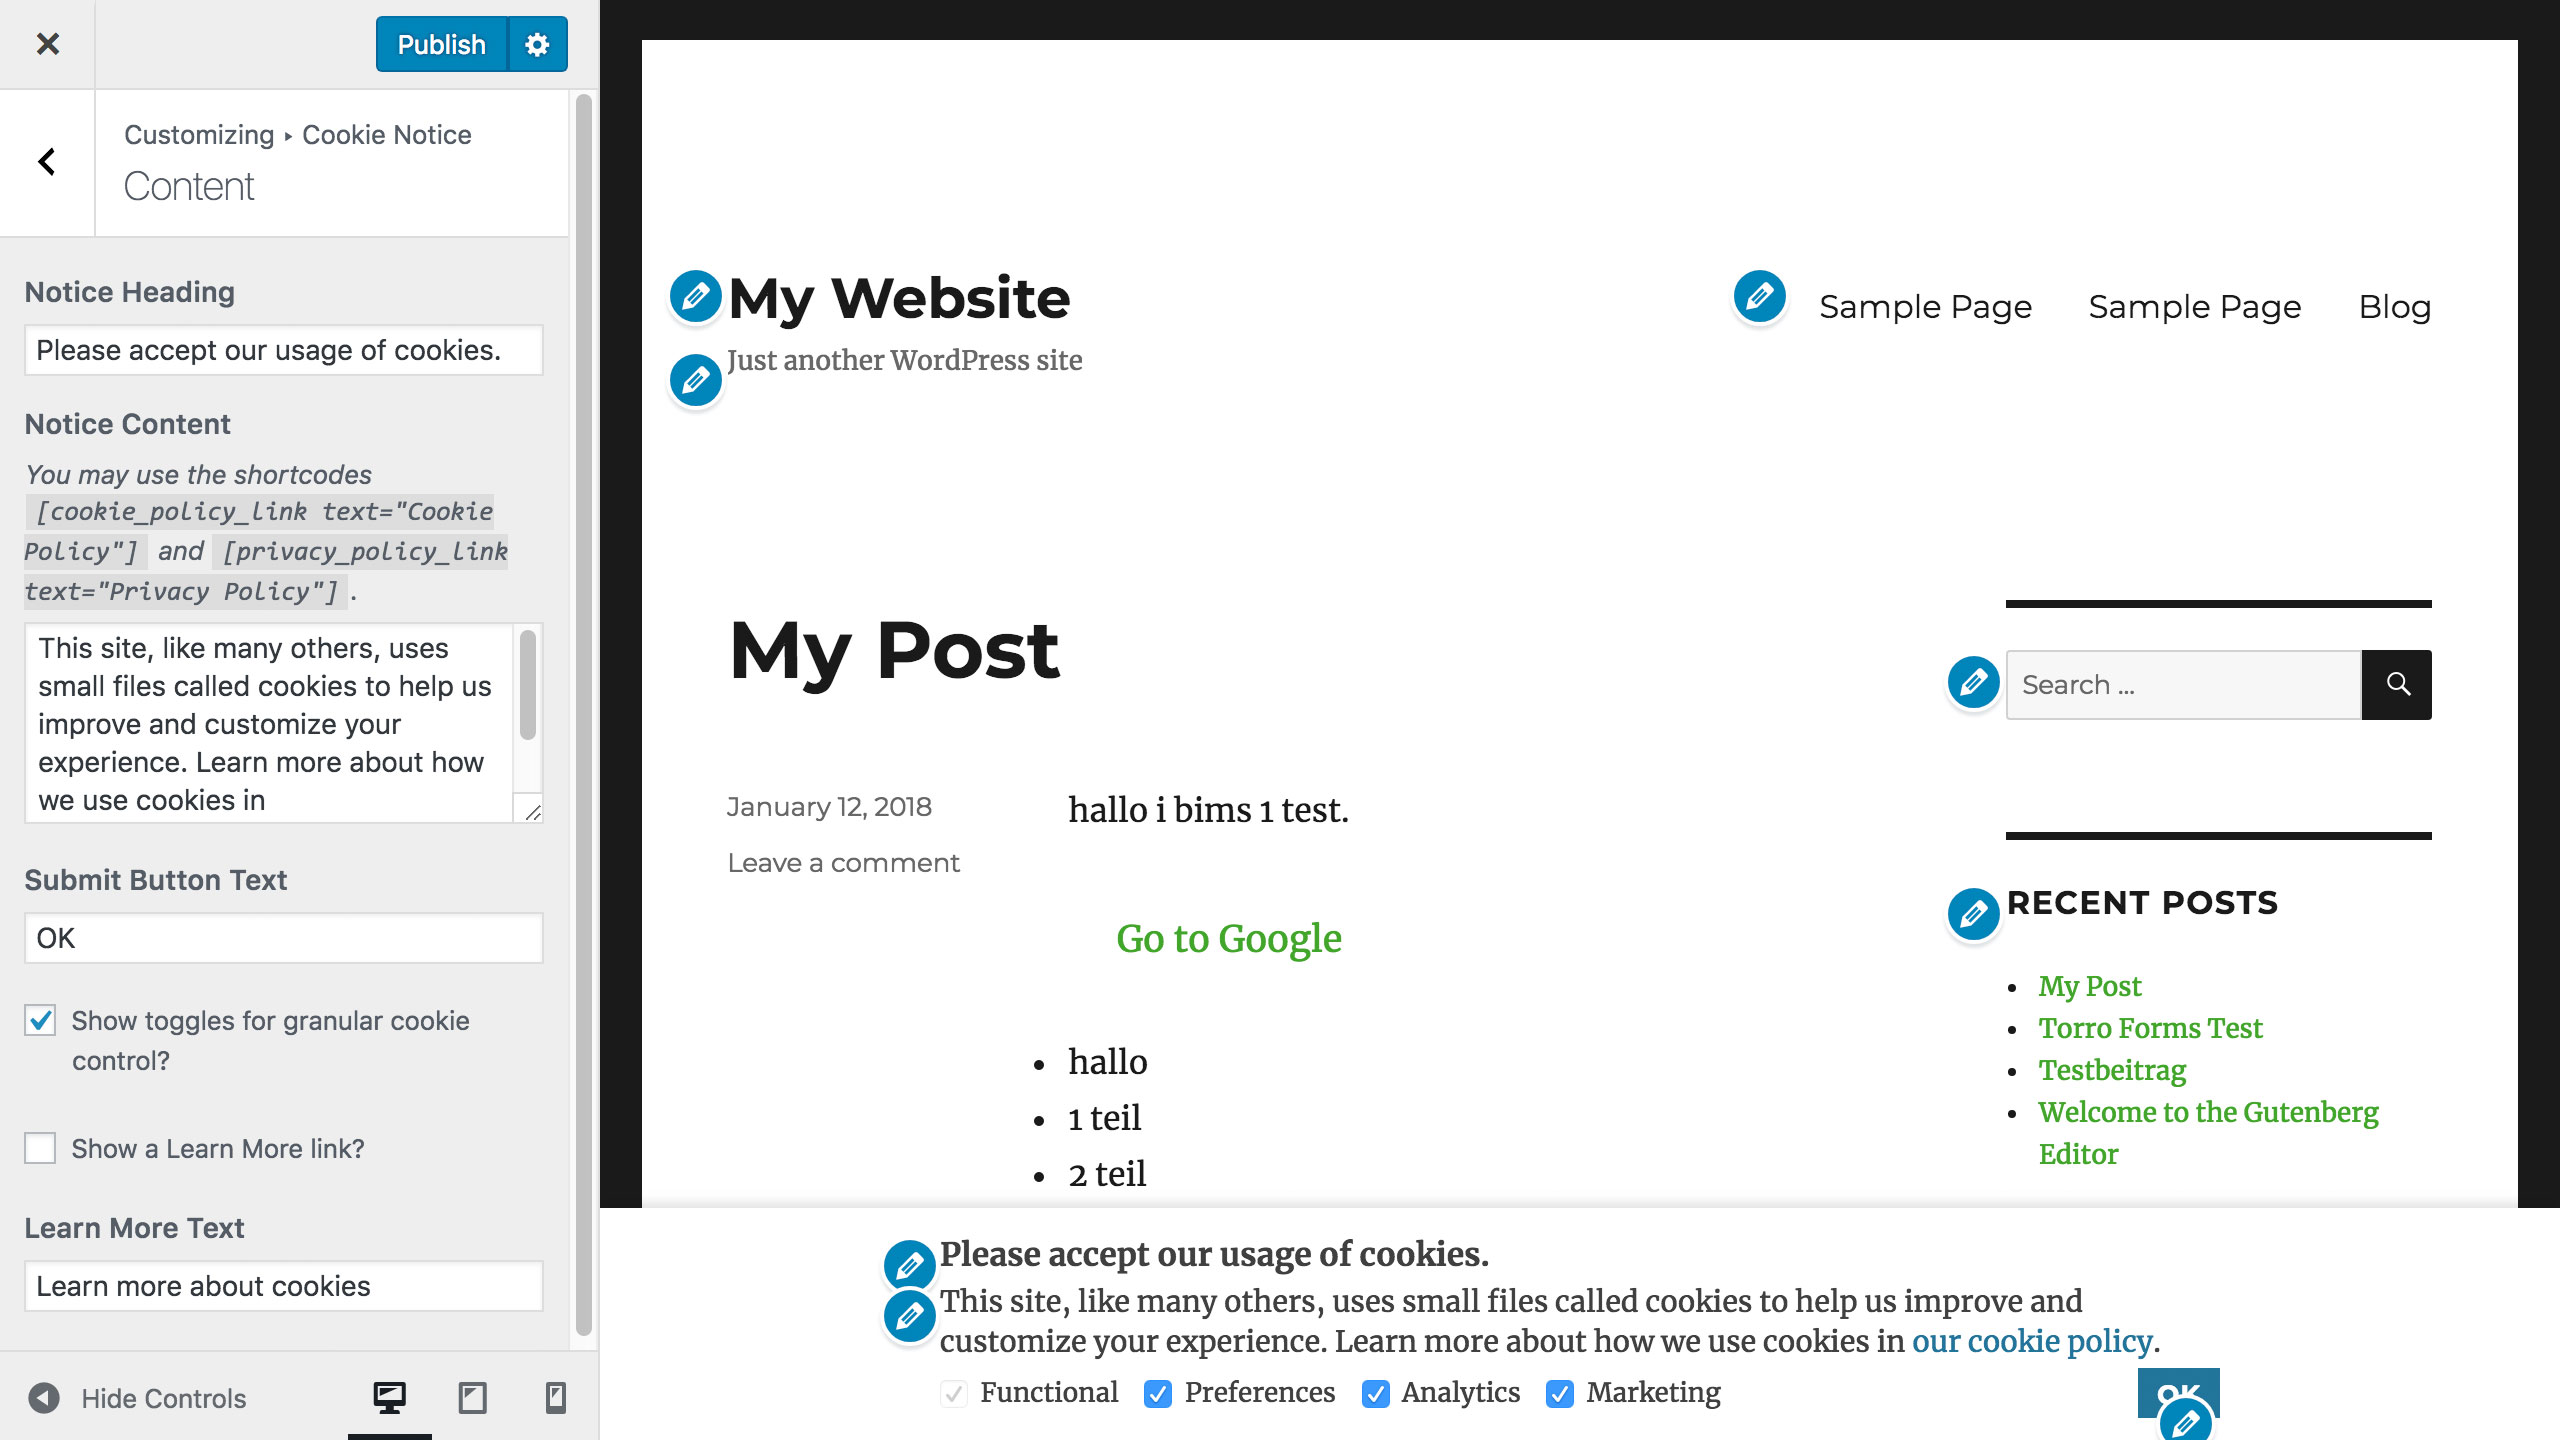 Publish
Customizing ▸ Cookie Notice
Content
Notice Heading
Please accept our usage of cookies.
Notice Content
You may use the shortcodes
[cookie_policy_link text="Cookie
Policy"] and [privacy_policy_link
text="Privacy Policy"] .
This site, like many others, uses
small files called cookies to help us
improve and customize your
experience. Learn more about how
we use cookies in
Submit Button Text
OK
Show toggles for granular cookie
control?
Show a Learn More link?
Learn More Text
Learn more about cookies
Hide Controls
My Website
Just another WordPress site
Sample Page Sample Page Blog
My Post
January 12, 2018
Leave a comment
hallo i bims 1 test.
Go to Google
• hallo
• 1 teil
• 2 teil
Search ...
RECENT POSTS
• My Post
• Torro Forms Test
• Testbeitrag
• Welcome to the Gutenberg
Editor
Please accept our usage of cookies.
This site, like many others, uses small files called cookies to help us improve and
customize your experience. Learn more about how we use cookies in our cookie policy.
Functional Preferences Analytics Marketing
OK